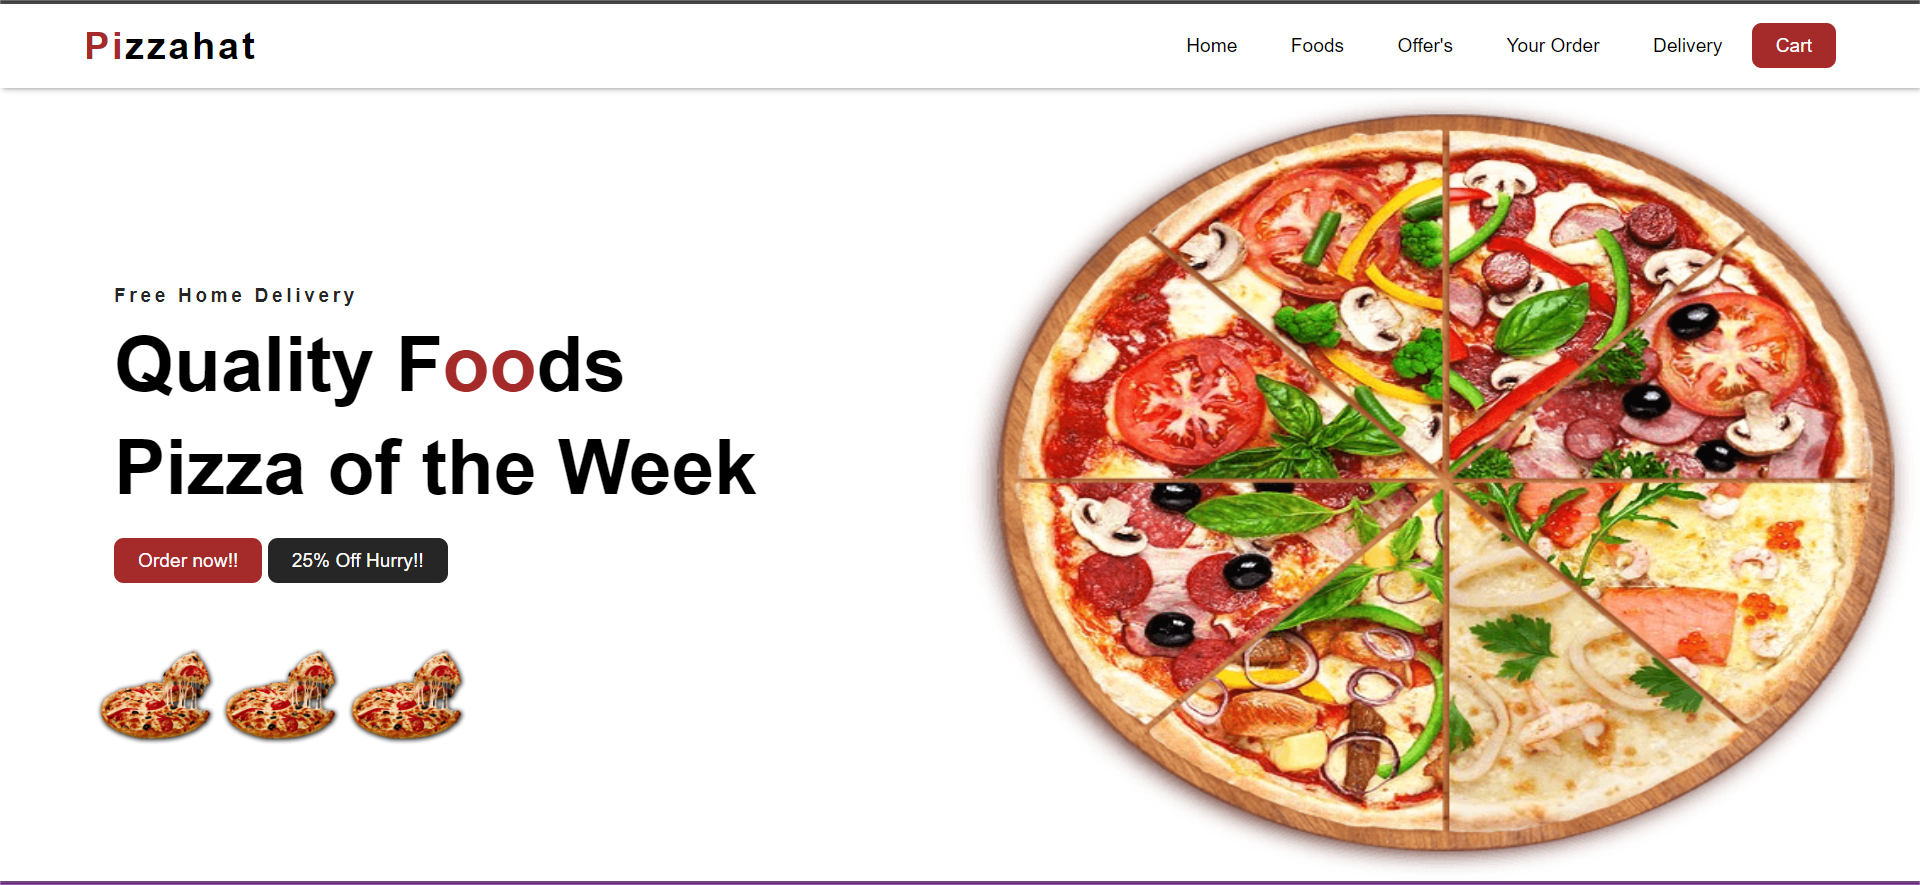 Pizzahat
Home Foods Offer's Your Order Delivery Cart
Free Home Delivery
Quality Foods
Pizza of the Week
Order now!! 25% Off Hurry!!